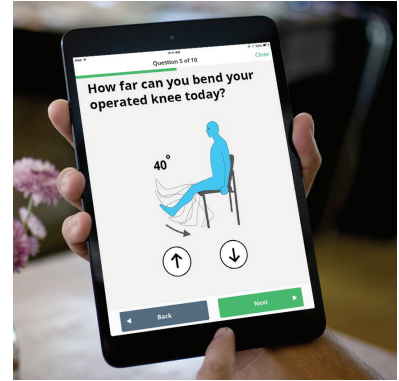 Question 5 of 10
Close
How far can you bend your
operated knee today?
40°
Back
Next